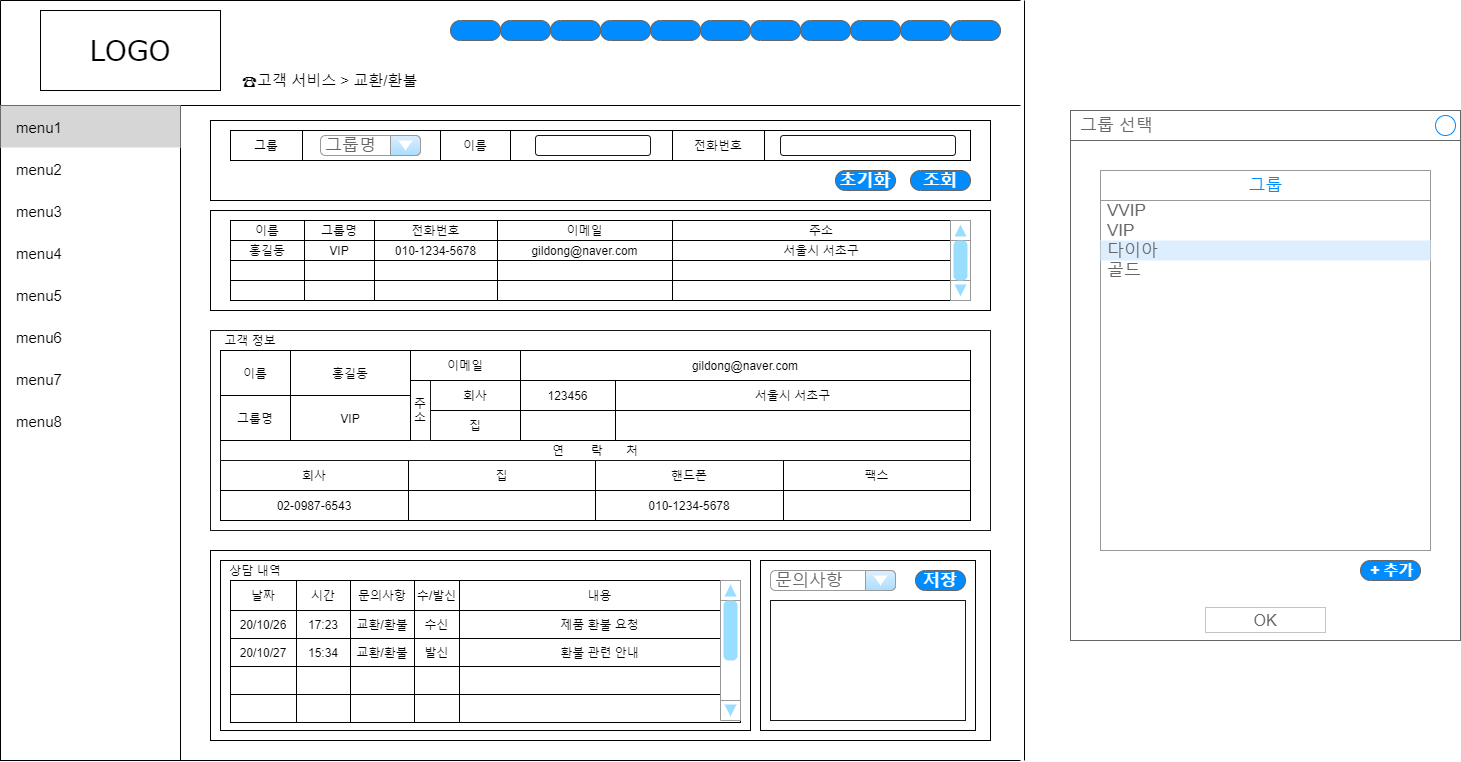 LOGO
☎고객 서비스 > 교환/환불
menu1
menu2
menu3
menu4
menu5
menu6
menu7
menu8
그룹 그룹명 이름 전화번호
초기화 조회
이름 그룹명 전화번호 이메일 주소
홍길동 VIP 010-1234-5678 gildong@naver.com 서울시 서초구
고객 정보
이름 홍길동 이메일 gildong@naver.com
주소 회사 123456 서울시 서초구
그룹명 VIP 집
연 락 처
회사 집 핸드폰 팩스
02-0987-6543 010-1234-5678
상담 내역
날짜 시간 문의사항 수/발신 내용
20/10/26 17:23 교환/환불 수신 제품 환불 요청
20/10/27 15:34 교환/환불 발신 환불 관련 안내
문의사항 저장
그룹 선택
그룹
VVIP
VIP
다이아
골드
+ 추가
OK